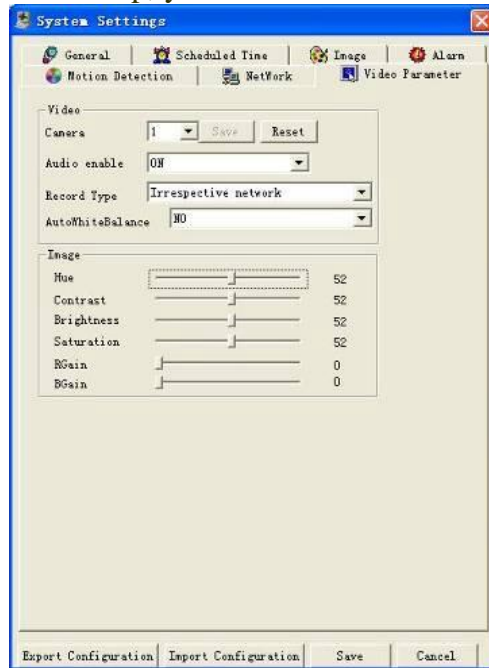 System Settings
General Scheduled Time Image Alarm
Motion Detection NetWork Video Parameter
Video
Camera 1 Save Reset
Audio enable ON
Record Type Irrespective network
AutoWhiteBalance NO
Image
Hue 52
Contrast 52
Brightness 52
Saturation 52
RGain 0
BGain 0
Export Configuration Import Configuration Save Cancel